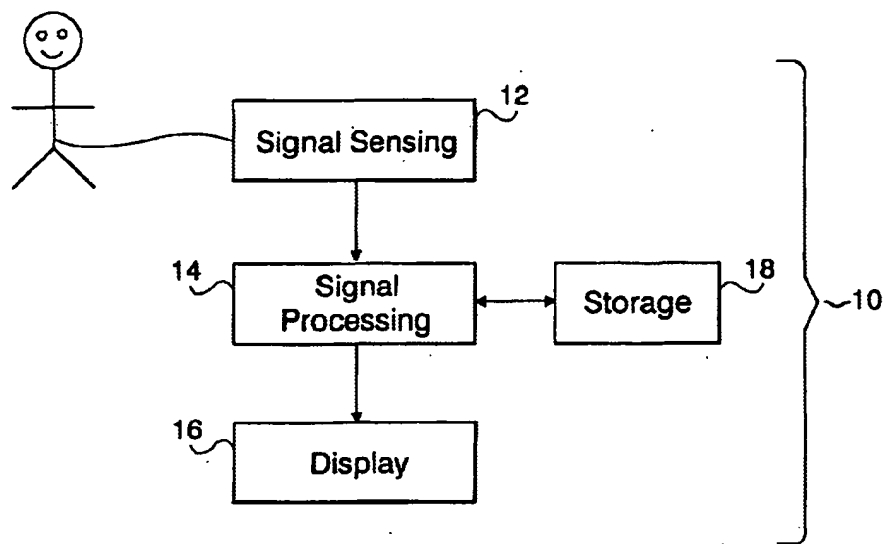 12
Signal Sensing
14
Signal
Processing
18
Storage
10
16
Display